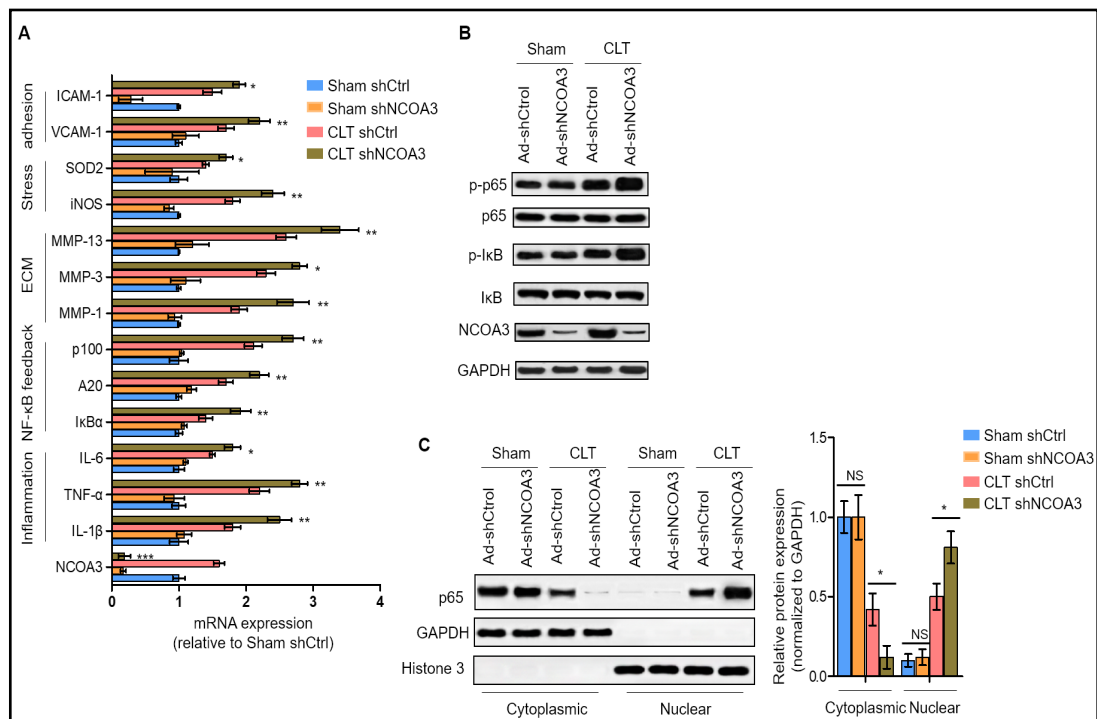 A
adhesion
Stress
ECM
NF-κB feedback
Inflammation
ICAM-1
VCAM-1
SOD2
iNOS
MMP-13
MMP-3
MMP-1
p100
A20
IκBα
IL-6
TNF-α
IL-1β
NCOA3
*
**
*
**
**
*
**
**
**
**
*
**
**
***
0 1 2 3 4
mRNA expression
(relative to Sham shCtrl)
Sham shCtrl
Sham shNCOA3
CLT shCtrl
CLT shNCOA3
B
Sham CLT
Ad-shCtrol
Ad-shNCOA3
Ad-shCtrol
Ad-shNCOA3
p-p65
p65
p-IκB
IκB
NCOA3
GAPDH
C
Sham CLT Sham CLT
Ad-shCtrol
Ad-shNCOA3
Ad-shCtrol
Ad-shNCOA3
Ad-shCtrol
Ad-shNCOA3
Ad-shCtrol
Ad-shNCOA3
p65
GAPDH
Histone 3
Cytoplasmic Nuclear
Relative protein expression
(normalized to GAPDH)
1.5
1.0
0.5
0.0
NS
*
NS
*
Cytoplasmic Nuclear
Sham shCtrl
Sham shNCOA3
CLT shCtrl
CLT shNCOA3